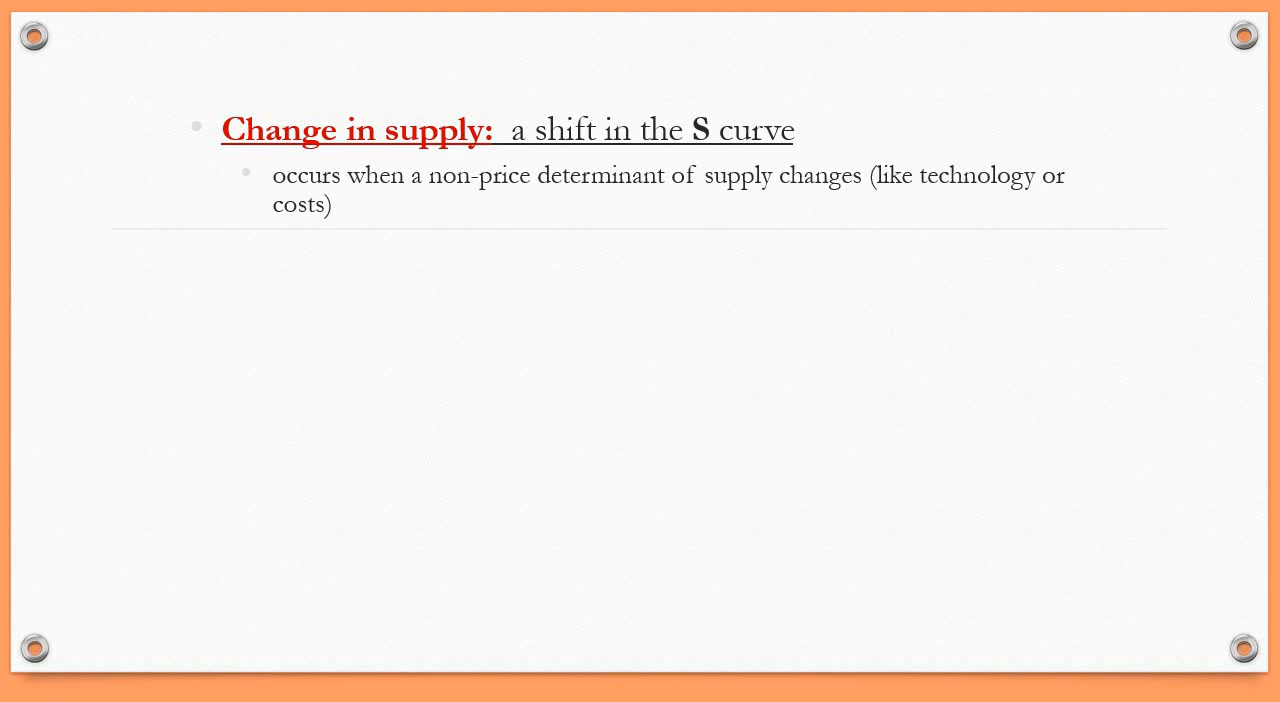 Change in supply: a shift in the S curve
occurs when a non-price determinant of supply changes (like technology or
costs)